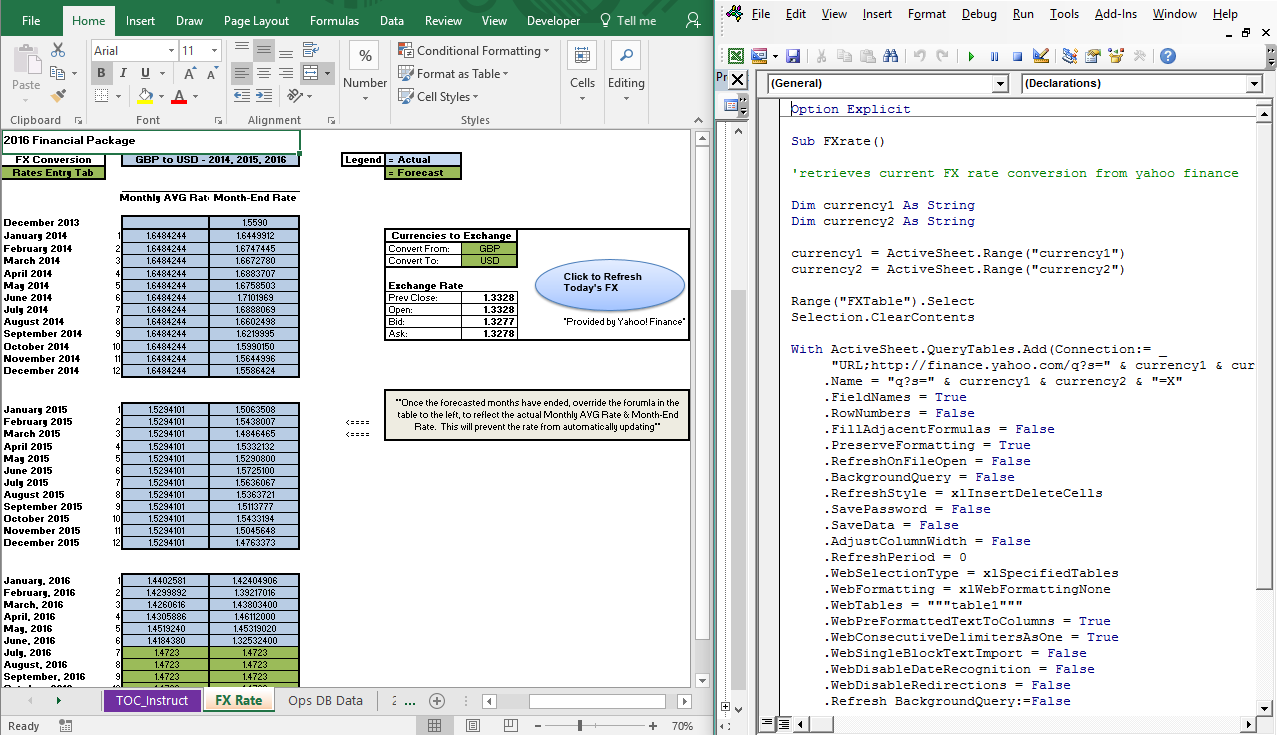 File Home Insert Draw Page Layout Formulas Data Review View Developer Tell me
Arial 11
Paste
B I U
A A
A
%
Number
Conditional Formatting
Format as Table
Cell Styles
Cells
Editing
Clipboard Font Alignment Styles
2016 Financial Package
FX Conversion GBP to USD - 2014, 2015, 2016 Legend = Actual
Rates Entry Tab = Forecast
Monthly AVG Rat Month-End Rate
December 2013 1.5590
January 2014 1 1.6484244 1.6449912
February 2014 2 1.6484244 1.6747445
March 2014 3 1.6484244 1.6672780
April 2014 4 1.6484244 1.6883707
May 2014 5 1.6484244 1.6758503
June 2014 6 1.6484244 1.7101969
July 2014 7 1.6484244 1.6888069
August 2014 8 1.6484244 1.6602498
September 2014 9 1.6484244 1.6219995
October 2014 10 1.6484244 1.5990150
November 2014 11 1.6484244 1.5644996
December 2014 12 1.6484244 1.5586424
Currencies to Exchange
Convert From: GBP
Convert To: USD
Exchange Rate
Prev Close: 1.3328
Open: 1.3328
Bid: 1.3277
Ask: 1.3278
Click to Refresh
Today's FX
"Provided by Yahoo! Finance"
January 2015 1 1.5294101 1.5063508
February 2015 2 1.5294101 1.5438007
March 2015 3 1.5294101 1.4846465
April 2015 4 1.5294101 1.5332132
May 2015 5 1.5294101 1.5290800
June 2015 6 1.5294101 1.5725100
July 2015 7 1.5294101 1.5636067
August 2015 8 1.5294101 1.5363721
September 2015 9 1.5294101 1.5113777
October 2015 10 1.5294101 1.5433194
November 2015 11 1.5294101 1.5045648
December 2015 12 1.5294101 1.4763373
<====
<====
""Once the forecasted months have ended, override the forumla in the
table to the left, to reflect the actual Monthly AVG Rate & Month-End
Rate. This will prevent the rate from automatically updating""
January, 2016 1 1.4402581 1.42404906
February, 2016 2 1.4299892 1.39217016
March, 2016 3 1.4260616 1.43803400
April, 2016 4 1.4305886 1.46112000
May, 2016 5 1.4519240 1.45319020
June, 2016 6 1.4184380 1.32532400
July, 2016 7 1.4723 1.4723
August, 2016 8 1.4723 1.4723
September, 2016 9 1.4723 1.4723
TOC_Instruct FX Rate Ops DB Data 2 ...
Ready 70%
File Edit View Insert Format Debug Run Tools Add-Ins Window Help
Pr
(General) (Declarations)
Option Explicit
Sub FXrate()
'retrieves current FX rate conversion from yahoo finance
Dim currency1 As String
Dim currency2 As String
currency1 = ActiveSheet.Range("currency1")
currency2 = ActiveSheet.Range("currency2")
Range("FXTable").Select
Selection.ClearContents
With ActiveSheet.QueryTables.Add(Connection:= _
"URL;http://finance.yahoo.com/q?s=" & currency1 & cur
.Name = "q?s=" & currency1 & currency2 & "=X"
.FieldNames = True
.RowNumbers = False
.FillAdjacentFormulas = False
.PreserveFormatting = True
.RefreshOnFileOpen = False
.BackgroundQuery = False
.RefreshStyle = xlInsertDeleteCells
.SavePassword = False
.SaveData = False
.AdjustColumnWidth = False
.RefreshPeriod = 0
.WebSelectionType = xlSpecifiedTables
.WebFormatting = xlWebFormattingNone
.WebTables = """table1"""
.WebPreFormattedTextToColumns = True
.WebConsecutiveDelimitersAsOne = True
.WebSingleBlockTextImport = False
.WebDisableDateRecognition = False
.WebDisableRedirections = False
.Refresh BackgroundQuery:=False